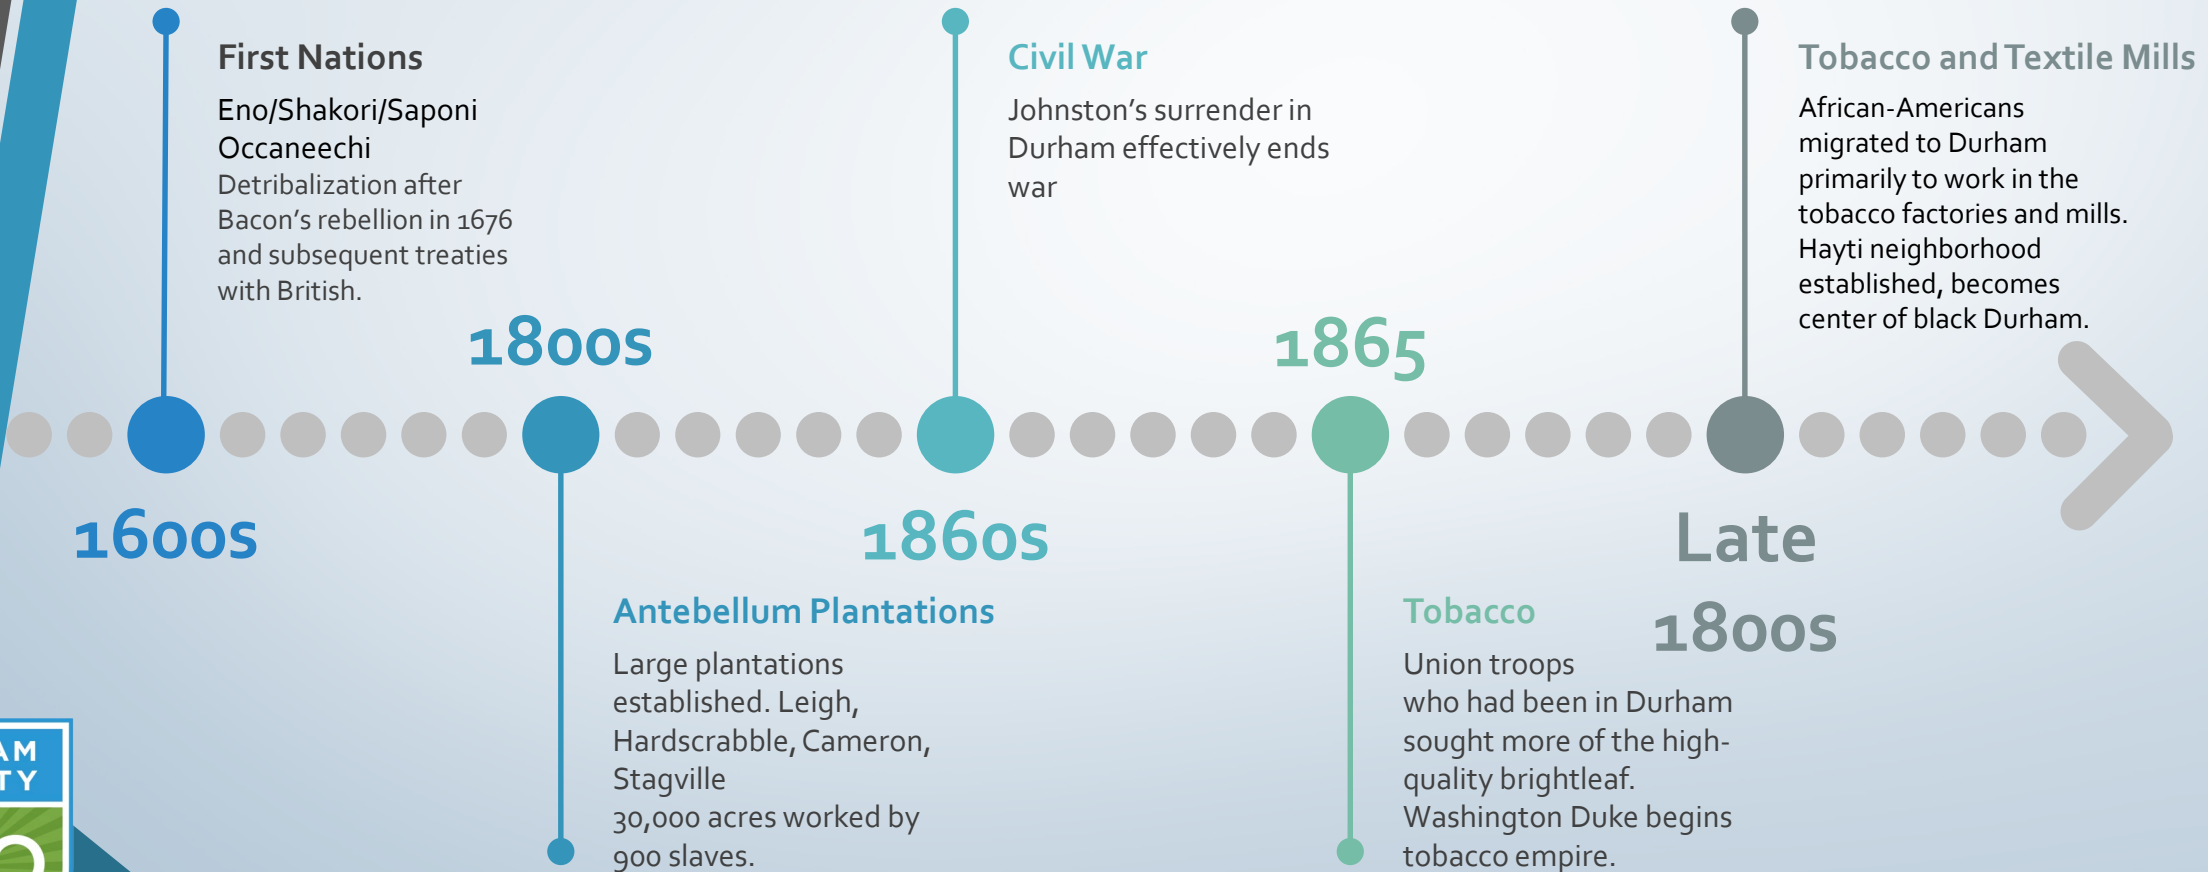 First Nations
Eno/Shakori/Saponi
Occaneechi
Detribalization after
Bacon's rebellion in 1676
and subsequent treaties
with British.
1600s
1800s
Antebellum Plantations
Large plantations
established. Leigh,
Hardscrabble, Cameron,
Stagville
30,000 acres worked by
900 slaves.
Civil War
Johnston's surrender in
Durham effectively ends
war
1860s
1865
Tobacco
Union troops
who had been in Durham
sought more of the high-
quality brightleaf.
Washington Duke begins
tobacco empire.
Tobacco and Textile Mills
African-Americans
migrated to Durham
primarily to work in the
tobacco factories and mills.
Hayti neighborhood
established, becomes
center of black Durham.
Late
1800s
AM
TY